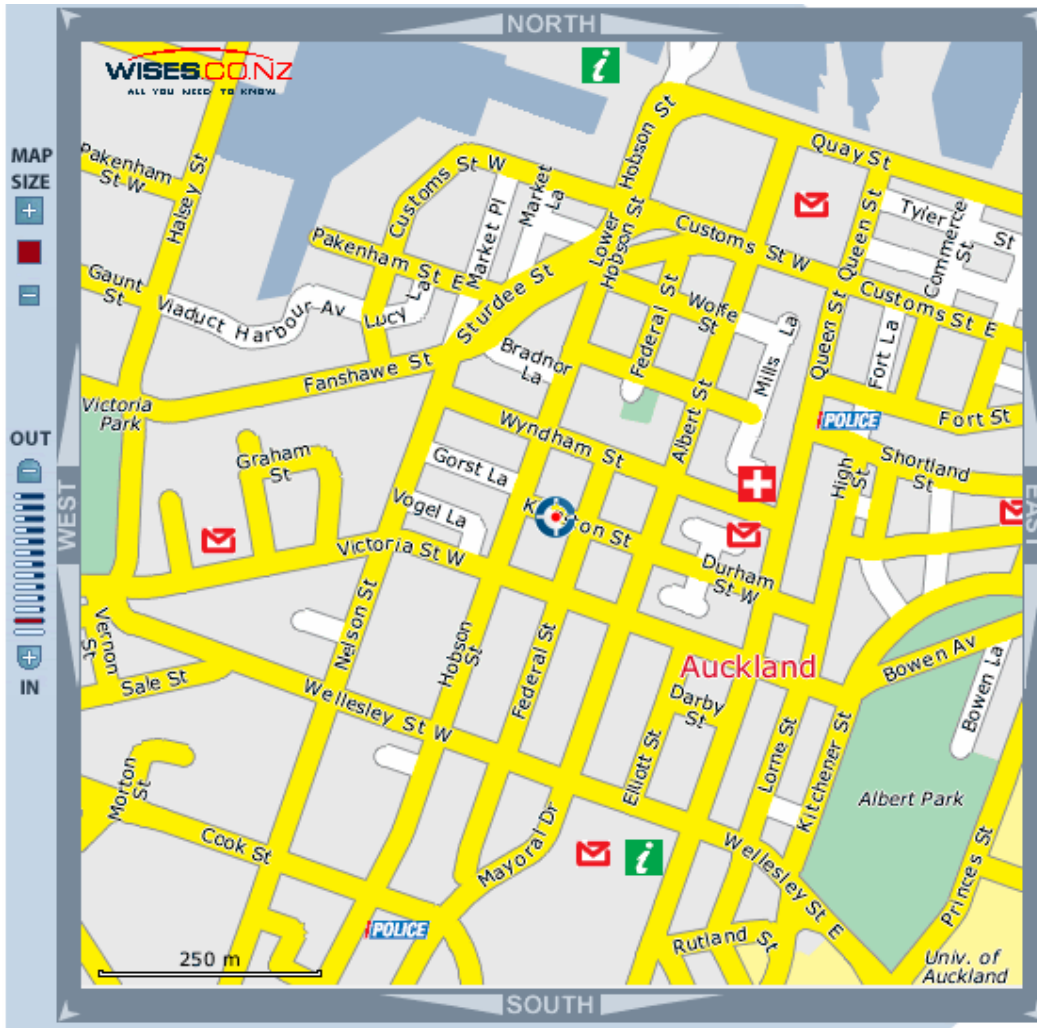 NORTH
WISES.CO.NZ
ALL YOU NEED TO KNOW
MAP
SIZE
OUT
IN
WEST
EAST
SOUTH
Pakenham
St W
Halsey St
Gaunt
St
Viaduct Harbour Av
Customs St W
Pakenham St E
Market Pl
Market
La
Lucy La
Sturdee St
Fanshawe St
Lower
Hobson St
Hobson St
Quay St
Customs St W
Queen St
Tyler
St
Commerce
St
Customs St E
Wolfe
St
Federal St
Mills La
Queen St
Fort La
Fort St
POLICE
Shortland
St
High
St
Bradnor
La
Albert St
Wyndham St
Victoria
Park
Graham
St
Gorst La
Vogel La
Victoria St W
Durham
St W
Vernon
St
Sale St
Nelson St
Hobson
St
Federal St
Wellesley St W
Auckland
Darby
St
Elliott St
Lorne St
Kitchener St
Bowen Av
Bowen La
Albert Park
Morton
St
Cook St
Mayoral Dr
Wellesley St E
Princes St
POLICE
Rutland St
Univ. of
Auckland
250 m